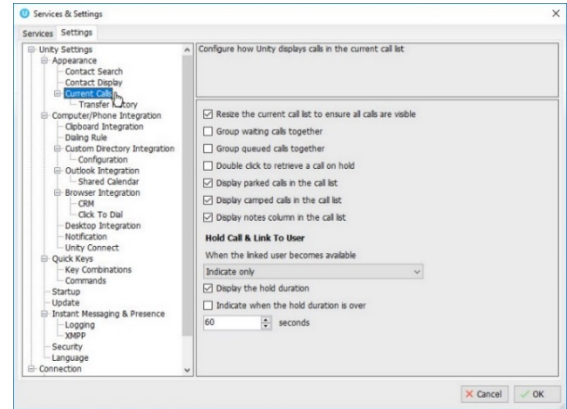 Services & Settings
Services Settings
Unity Settings
Appearance
Contact Search
Contact Display
Current Calls
Transfer History
Computer/Phone Integration
Clipboard Integration
Dialing Rule
Custom Directory Integration
Configuration
Outlook Integration
Shared Calendar
Browser Integration
CRM
Click To Dial
Desktop Integration
Notification
Unity Connect
Quick Keys
Key Combinations
Commands
Startup
Update
Instant Messaging & Presence
Logging
XMPP
Security
Language
Connection
Configure how Unity displays calls in the current call list
Resize the current call list to ensure all calls are visible
Group waiting calls together
Group queued calls together
Double click to retrieve a call on hold
Display parked calls in the call list
Display camped calls in the call list
Display notes column in the call list
Hold Call & Link To User
When the linked user becomes available
Indicate only
Display the hold duration
Indicate when the hold duration is over
60 seconds
Cancel OK